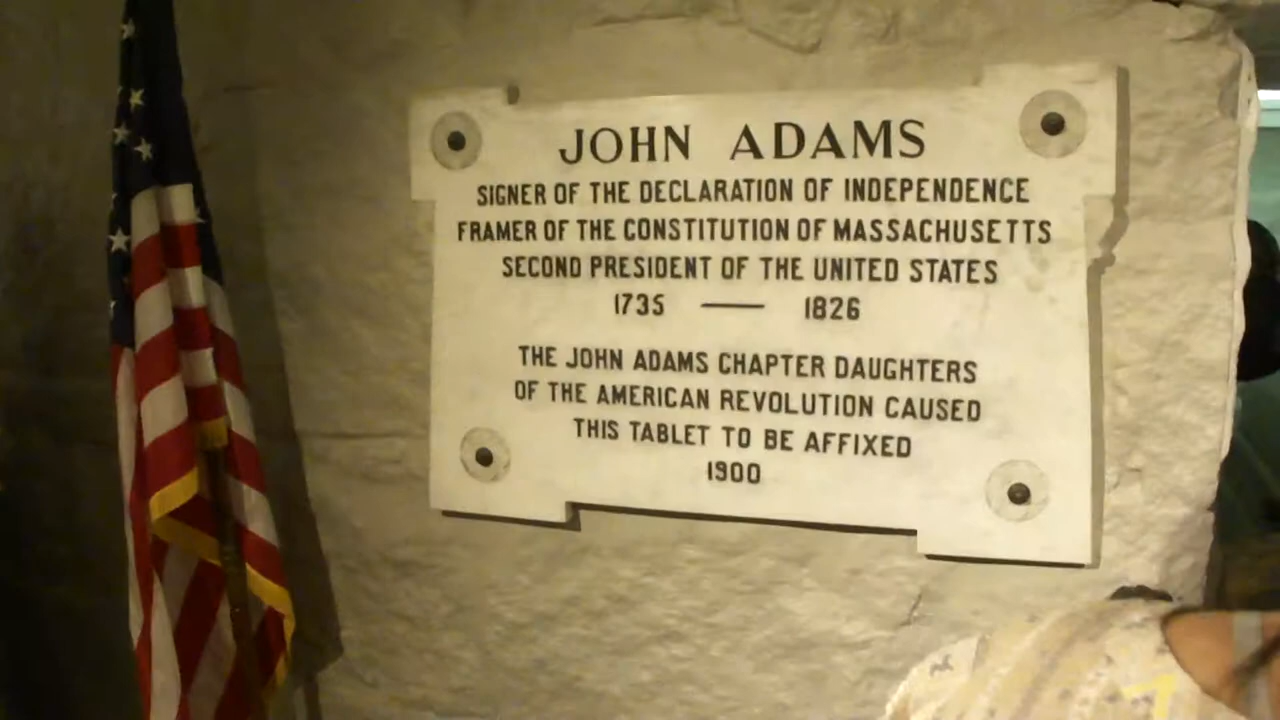 JOHN ADAMS
SIGNER OF THE DECLARATION OF INDEPENDENCE
FRAMER OF THE CONSTITUTION OF MASSACHUSETTS
SECOND PRESIDENT OF THE UNITED STATES
1735 — 1826
THE JOHN ADAMS CHAPTER DAUGHTERS
OF THE AMERICAN REVOLUTION CAUSED
THIS TABLET TO BE AFFIXED
1900